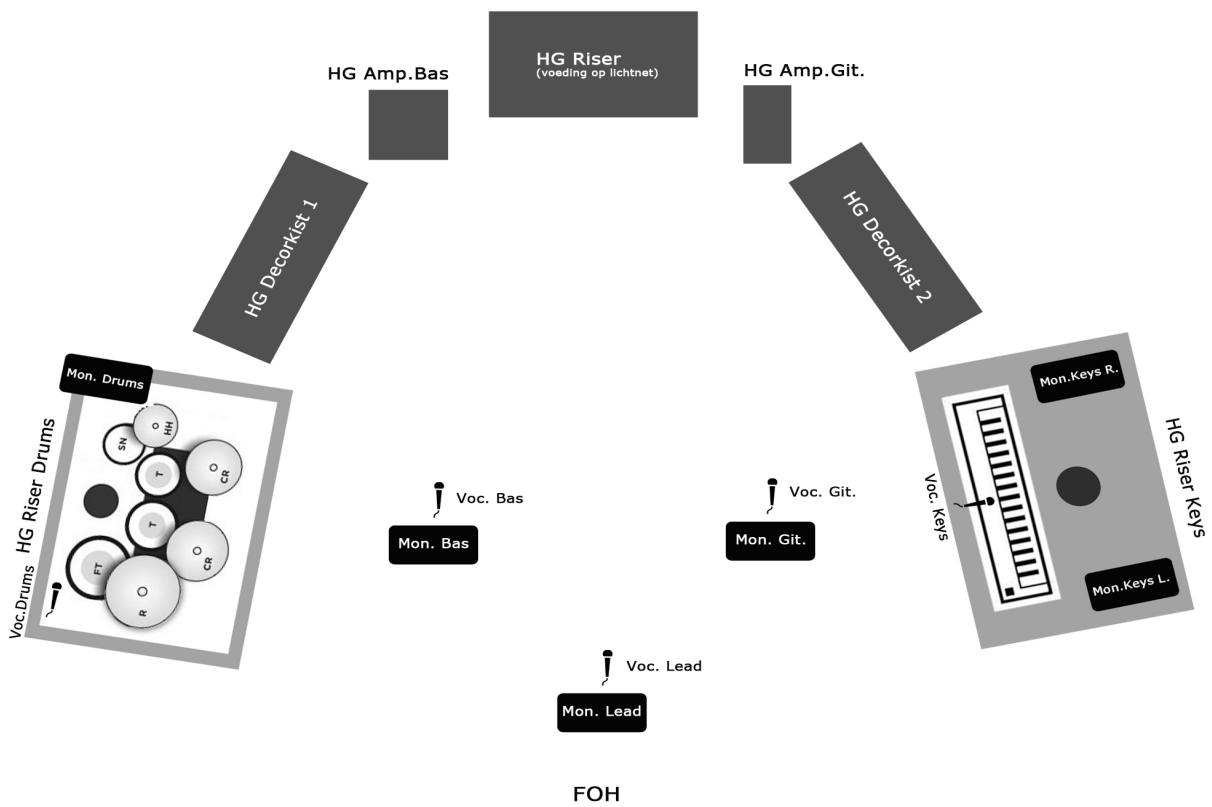 HG Riser
(voeding op lichtnet)
HG Amp.Bas
HG Amp.Git.
HG Decorkist 1
HG Decorkist 2
Mon. Drums
HG Riser Drums
Voc.Drums
SN
HH
T
CR
T
CR
FT
R
Voc. Bas
Mon. Bas
Voc. Git.
Mon. Git.
Mon.Keys R.
Voc. Keys
HG Riser Keys
Mon.Keys L.
Voc. Lead
Mon. Lead
FOH